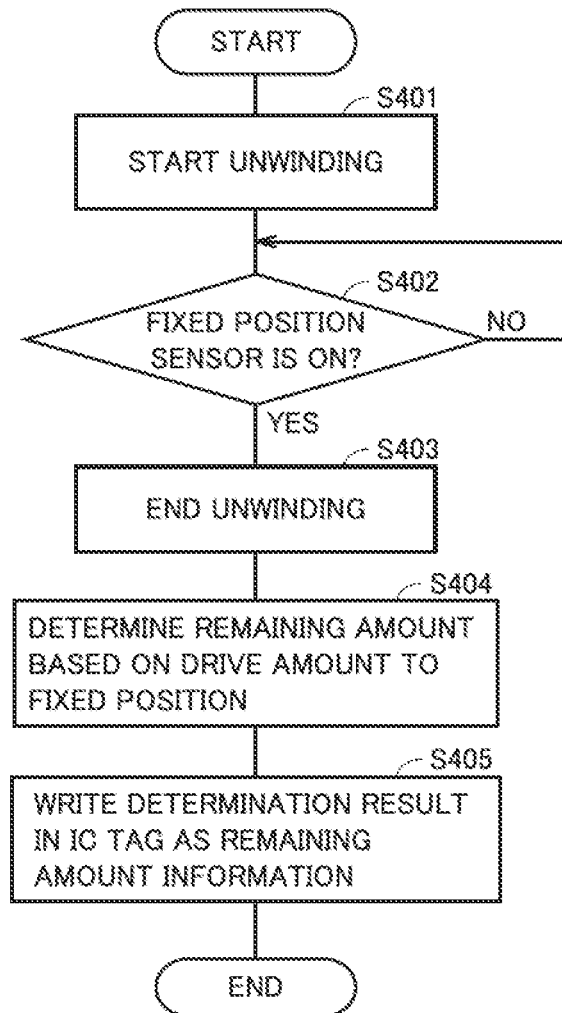 START
S401
START UNWINDING
S402
FIXED POSITION
SENSOR IS ON?
NO
YES
S403
END UNWINDING
S404
DETERMINE REMAINING AMOUNT
BASED ON DRIVE AMOUNT TO
FIXED POSITION
S405
WRITE DETERMINATION RESULT
IN IC TAG AS REMAINING
AMOUNT INFORMATION
END